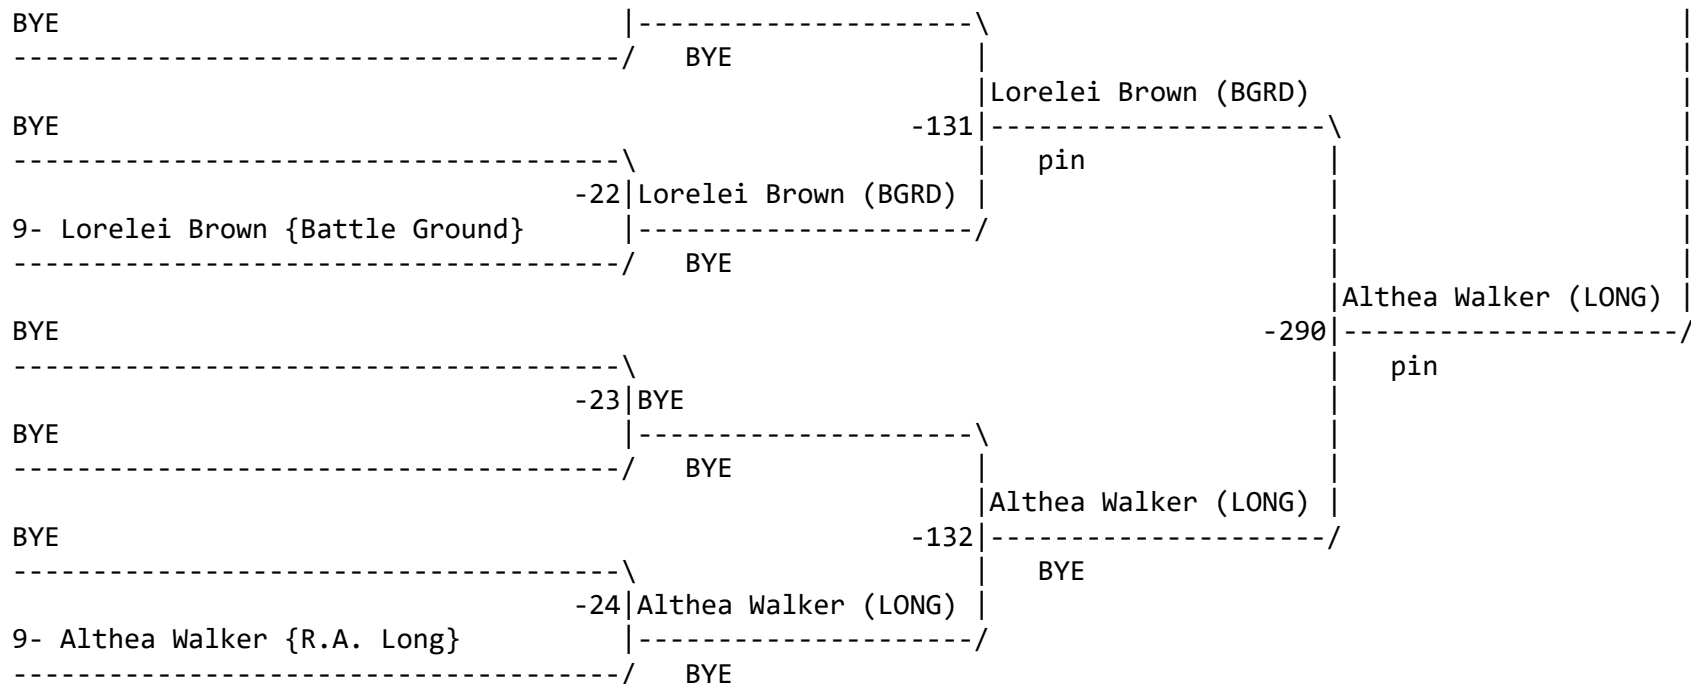 BYE |---------------------\ |
--------------------------------------/ BYE | |
|Lorelei Brown (BGRD) |
BYE -131|---------------------\ |
--------------------------------------\ | pin | |
-22|Lorelei Brown (BGRD) | | |
9- Lorelei Brown {Battle Ground} |---------------------/ | |
--------------------------------------/ BYE | |
|Althea Walker (LONG) |
BYE -290|---------------------/
--------------------------------------\ | pin
-23|BYE |
BYE |---------------------\ |
--------------------------------------/ BYE | |
|Althea Walker (LONG) |
BYE -132|---------------------/
--------------------------------------\ | BYE
-24|Althea Walker (LONG) |
9- Althea Walker {R.A. Long} |---------------------/
--------------------------------------/ BYE